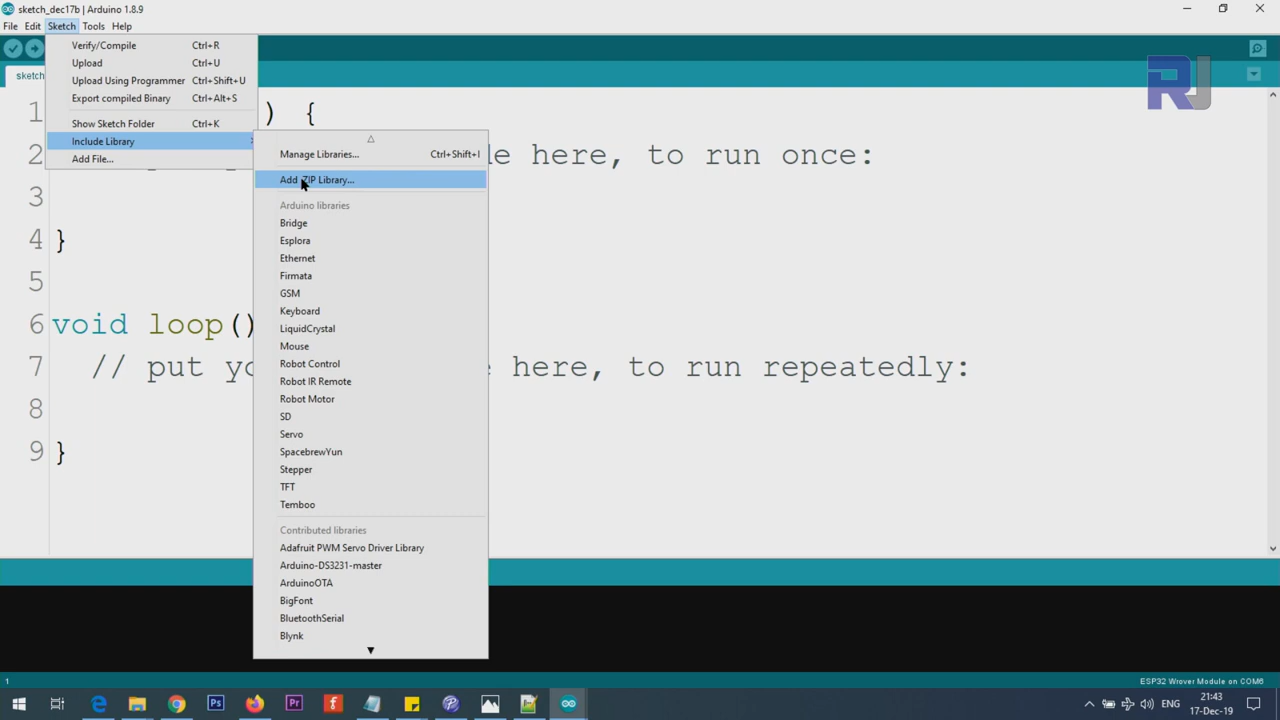 sketch_dec17b | Arduino 1.8.9
File Edit Sketch Tools Help
sketch
RJ
Verify/Compile Ctrl+R
Upload Ctrl+U
Upload Using Programmer Ctrl+Shift+U
Export compiled Binary Ctrl+Alt+S
Show Sketch Folder Ctrl+K
Include Library
Add File...
Manage Libraries... Ctrl+Shift+I
Add .ZIP Library...
Arduino libraries
Bridge
Esplora
Ethernet
Firmata
GSM
Keyboard
LiquidCrystal
Mouse
Robot Control
Robot IR Remote
Robot Motor
SD
Servo
SpacebrewYun
Stepper
TFT
Temboo
Contributed libraries
Adafruit PWM Servo Driver Library
Arduino-DS3231-master
ArduinoOTA
BigFont
BluetoothSerial
Blynk
1 ) {
2 here, to run once:
3
4 }
5
6 void loop()
7 // put here, to run repeatedly:
8
9 }
1 ESP32 Wrover Module on COM6
Ps Pr f
ENG
21:43
17-Dec-19